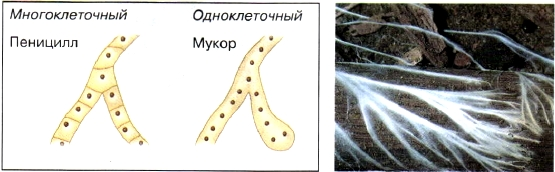 Многоклеточный
Пеницилл
Одноклеточный
Мукор